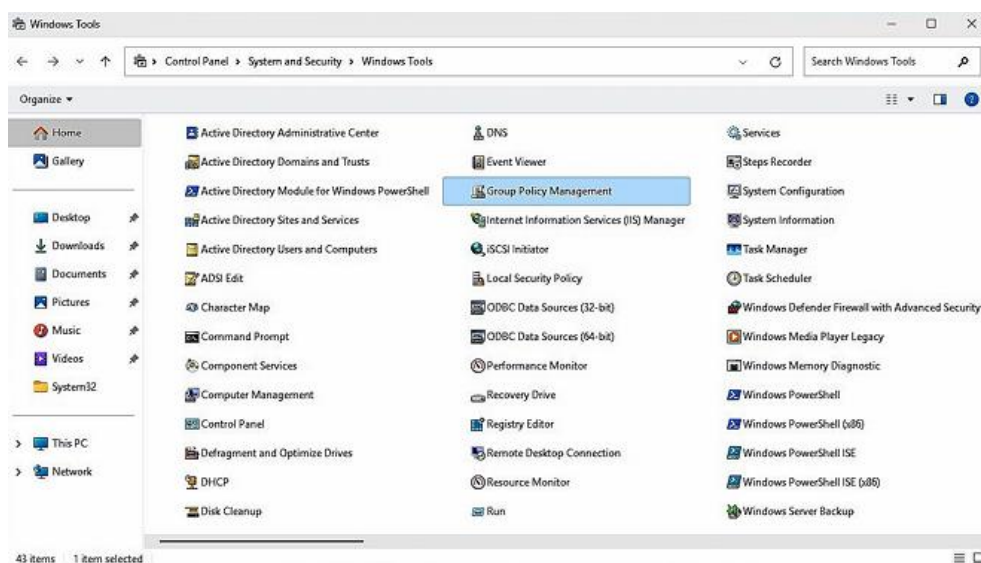 Windows Tools
Control Panel > System and Security > Windows Tools
Search Windows Tools
Organize
Home
Gallery
Desktop
Downloads
Documents
Pictures
Music
Videos
System32
This PC
Network
Active Directory Administrative Center
Active Directory Domains and Trusts
Active Directory Module for Windows PowerShell
Active Directory Sites and Services
Active Directory Users and Computers
ADSI Edit
Character Map
Command Prompt
Component Services
Computer Management
Control Panel
Defragment and Optimize Drives
DHCP
Disk Cleanup
DNS
Event Viewer
Group Policy Management
Internet Information Services (IIS) Manager
iSCSI Initiator
Local Security Policy
ODBC Data Sources (32-bit)
ODBC Data Sources (64-bit)
Performance Monitor
Recovery Drive
Registry Editor
Remote Desktop Connection
Resource Monitor
Run
Services
Steps Recorder
System Configuration
System Information
Task Manager
Task Scheduler
Windows Defender Firewall with Advanced Security
Windows Media Player Legacy
Windows Memory Diagnostic
Windows PowerShell
Windows PowerShell (x86)
Windows PowerShell ISE
Windows PowerShell ISE (x86)
Windows Server Backup
43 items 1 item selected